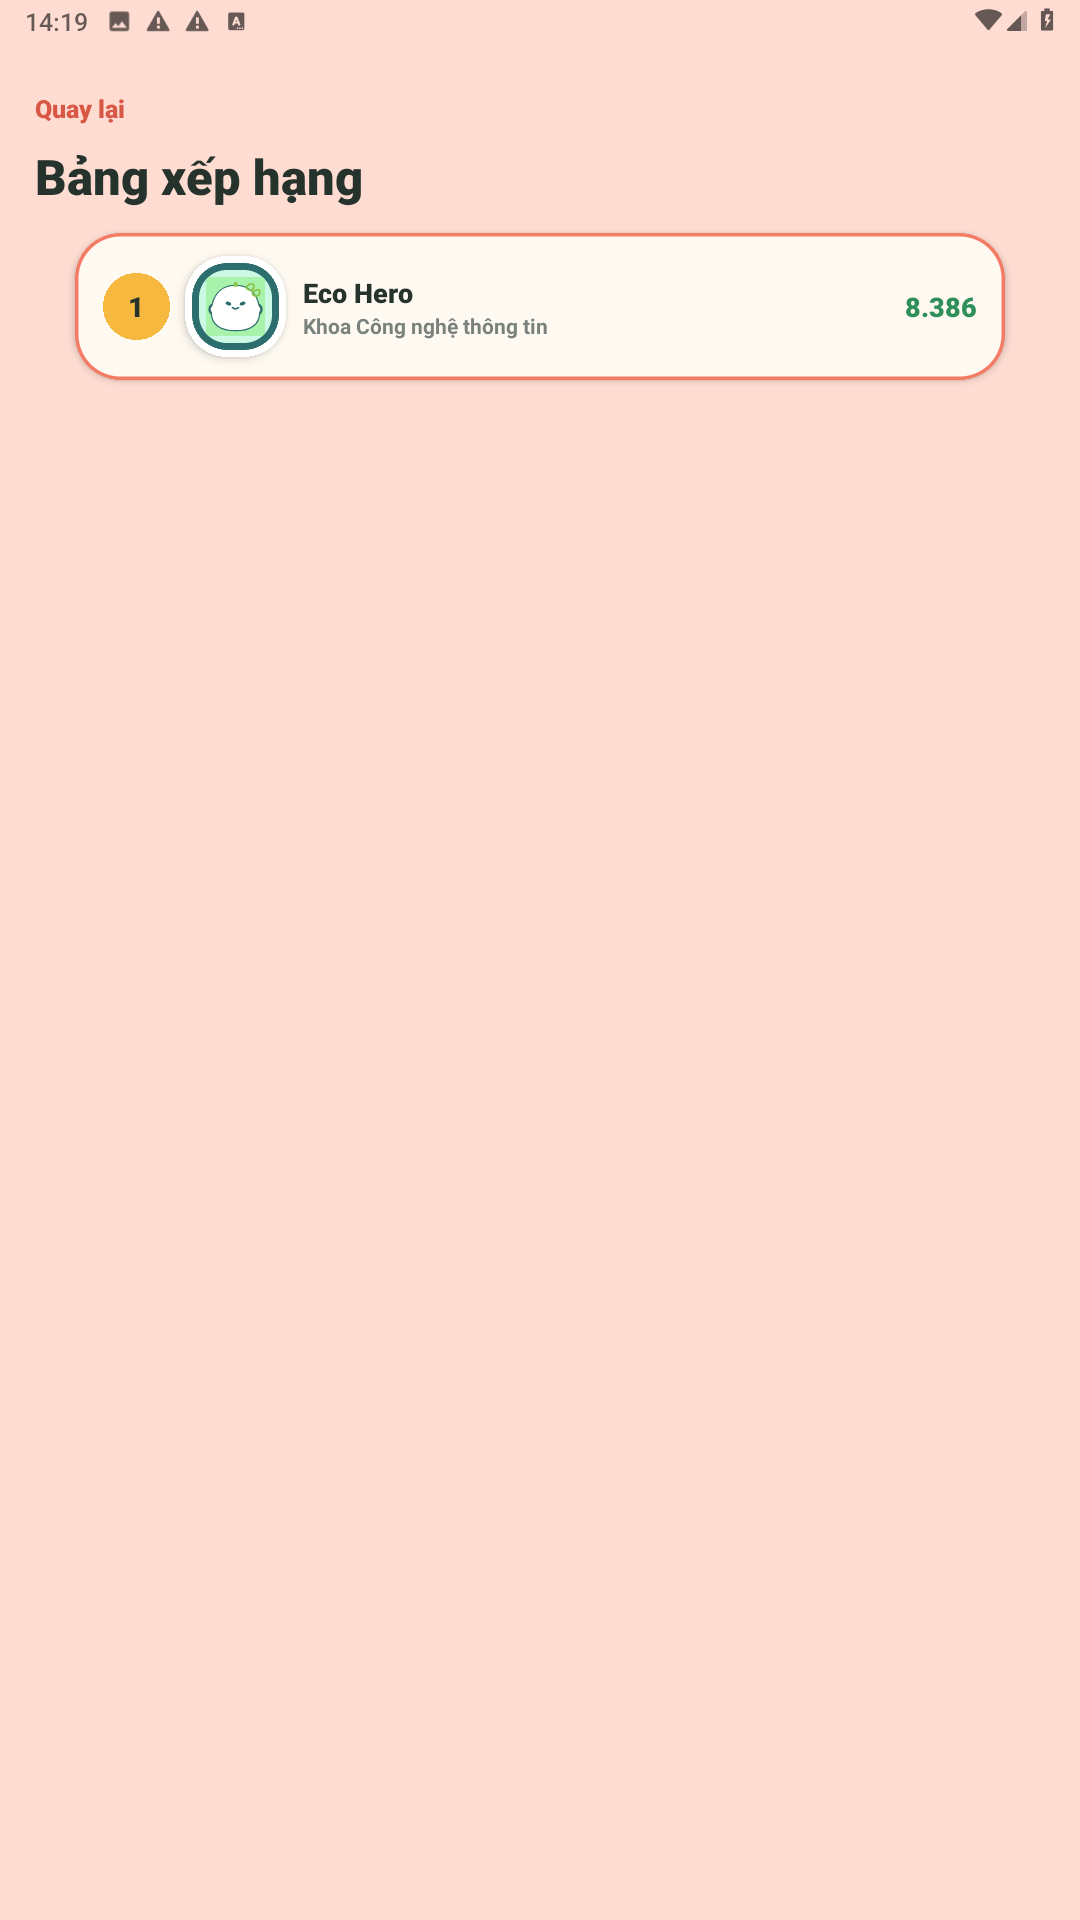 14:19
Quay lại
Bảng xếp hạng
1
Eco Hero
Khoa Công nghệ thông tin
8.386